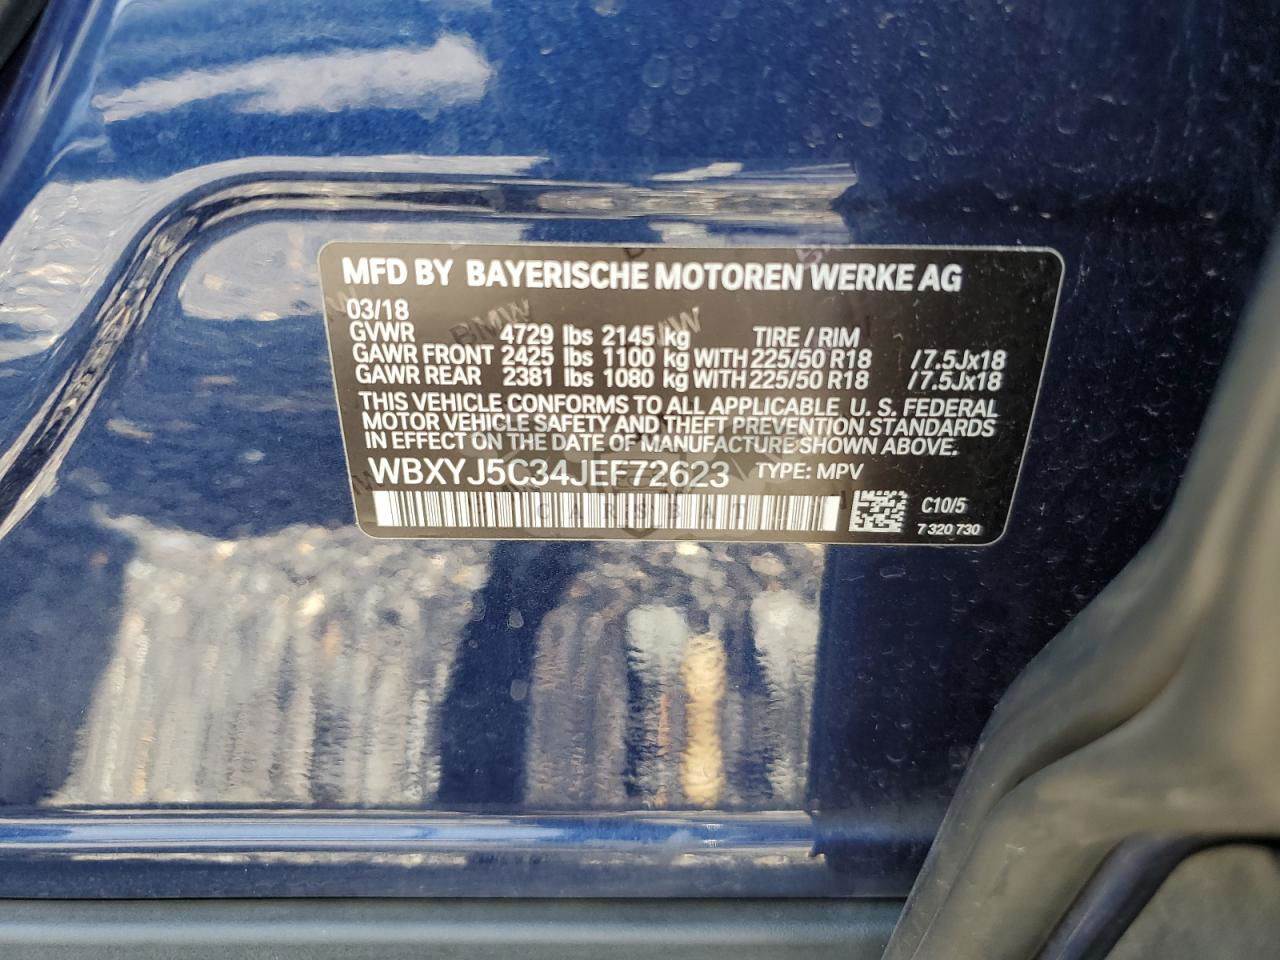 MFD BY BAYERISCHE MOTOREN WERKE AG
03/18
GVWR 4729 lbs 2145 kg TIRE / RIM
GAWR FRONT 2425 lbs 1100 kg WITH 225/50 R18 /7.5Jx18
GAWR REAR 2381 lbs 1080 kg WITH 225/50 R18 /7.5Jx18
THIS VEHICLE CONFORMS TO ALL APPLICABLE U. S. FEDERAL
MOTOR VEHICLE SAFETY AND THEFT PREVENTION STANDARDS
IN EFFECT ON THE DATE OF MANUFACTURE SHOWN ABOVE.
WBXYJ5C34JEF72623 TYPE: MPV
C10/5
7 320 730
BMW
BMW
CARSBAT